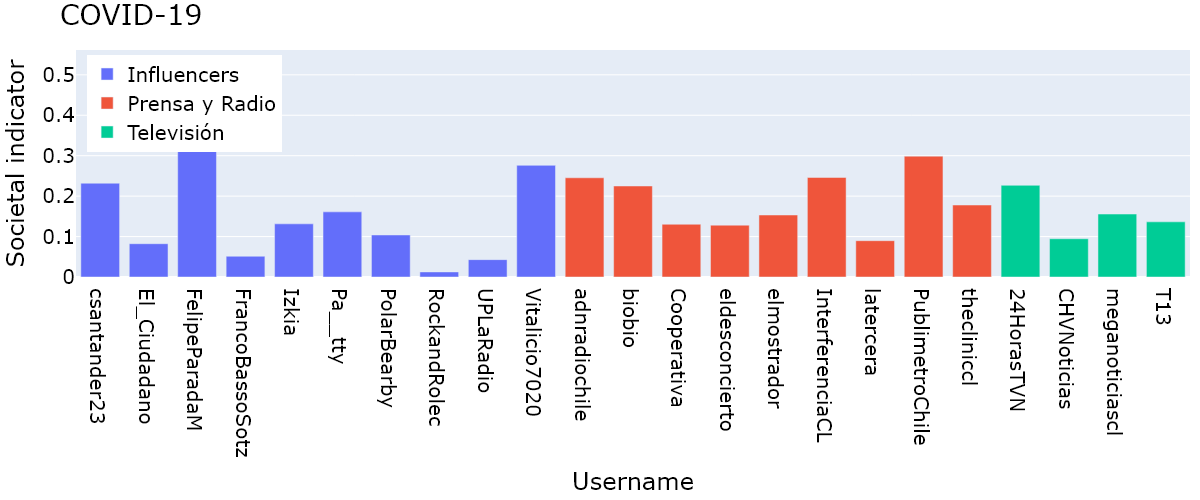 COVID-19
Societal indicator
0.5
0.4
0.3
0.2
0.1
0
Influencers
Prensa y Radio
Televisión
csantander23
El_Ciudadano
FelipeParadaM
FrancoBassoSotz
Izkia
Pa__tty
PolarBearby
RockandRolec
UPLaRadio
Vitalicio7020
adnradiochile
biobio
Cooperativa
eldesconcierto
elmostrador
InterferenciaCL
latercera
PublimetroChile
thecliniccl
24HorasTVN
CHVNoticias
meganoticiascl
T13
Username